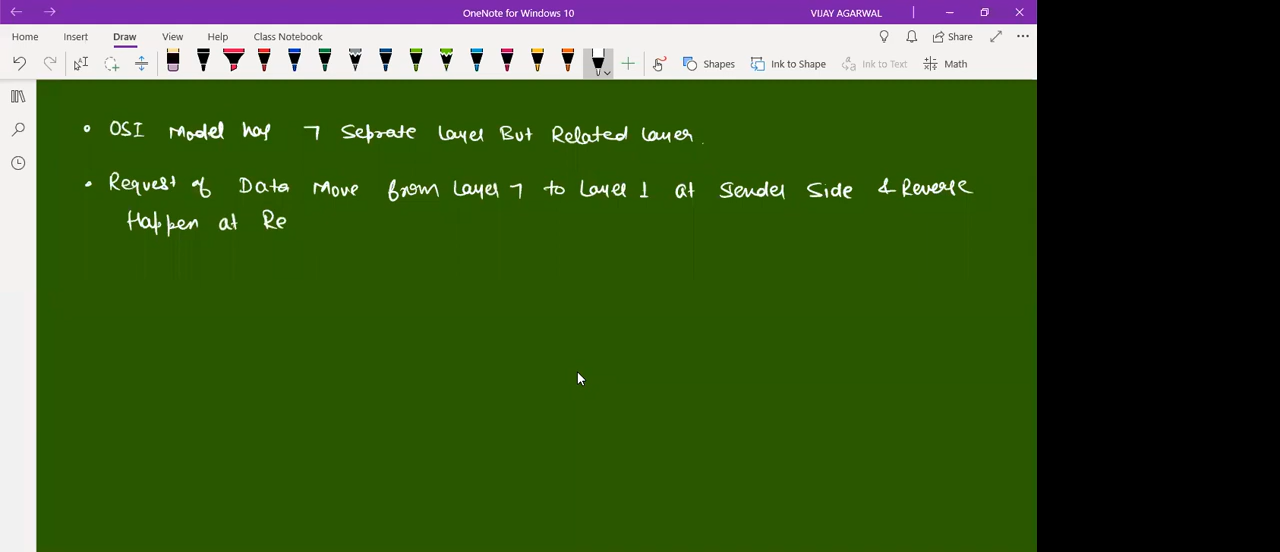 OneNote for Windows 10
VIJAY AGARWAL
Home Insert Draw View Help Class Notebook
Share
Shapes Ink to Shape Ink to Text Math
• OSI Model has 7 Seprate Layer But Related Layer.
• Request of Data Move from Layer 7 to Layer 1 at Sender Side & Reverse
Happen at Re